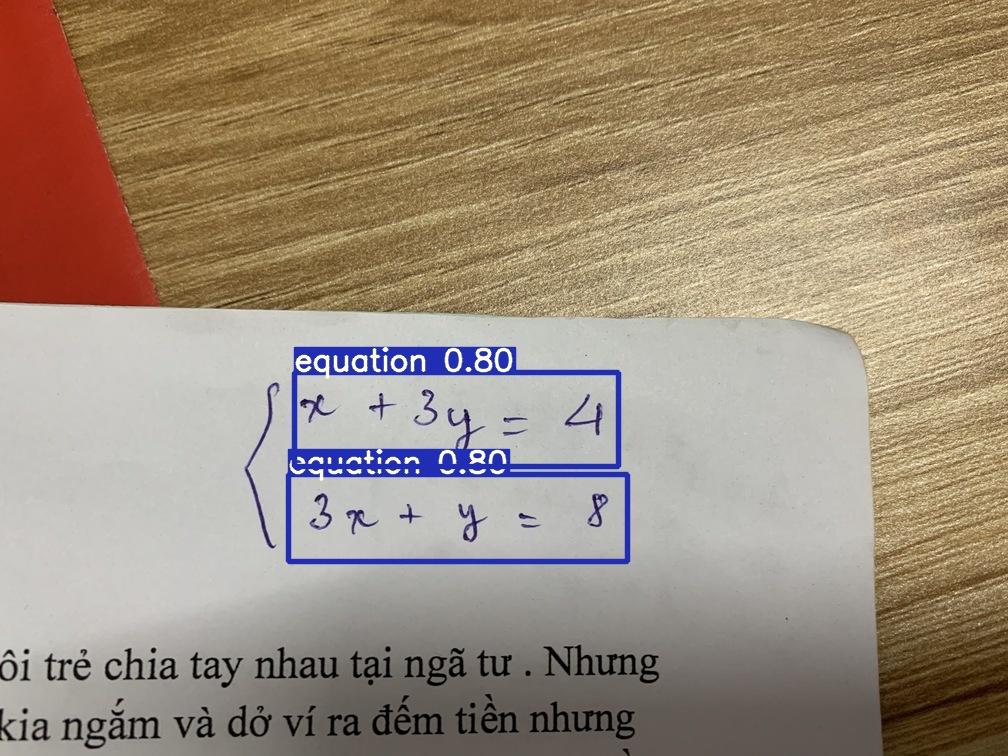 equation 0.80
x + 3y = 4
equation 0.80
3x + y = 8
ôi trẻ chia tay nhau tại ngã tư . Nhưng
kia ngắm và dở ví ra đếm tiền nhưng